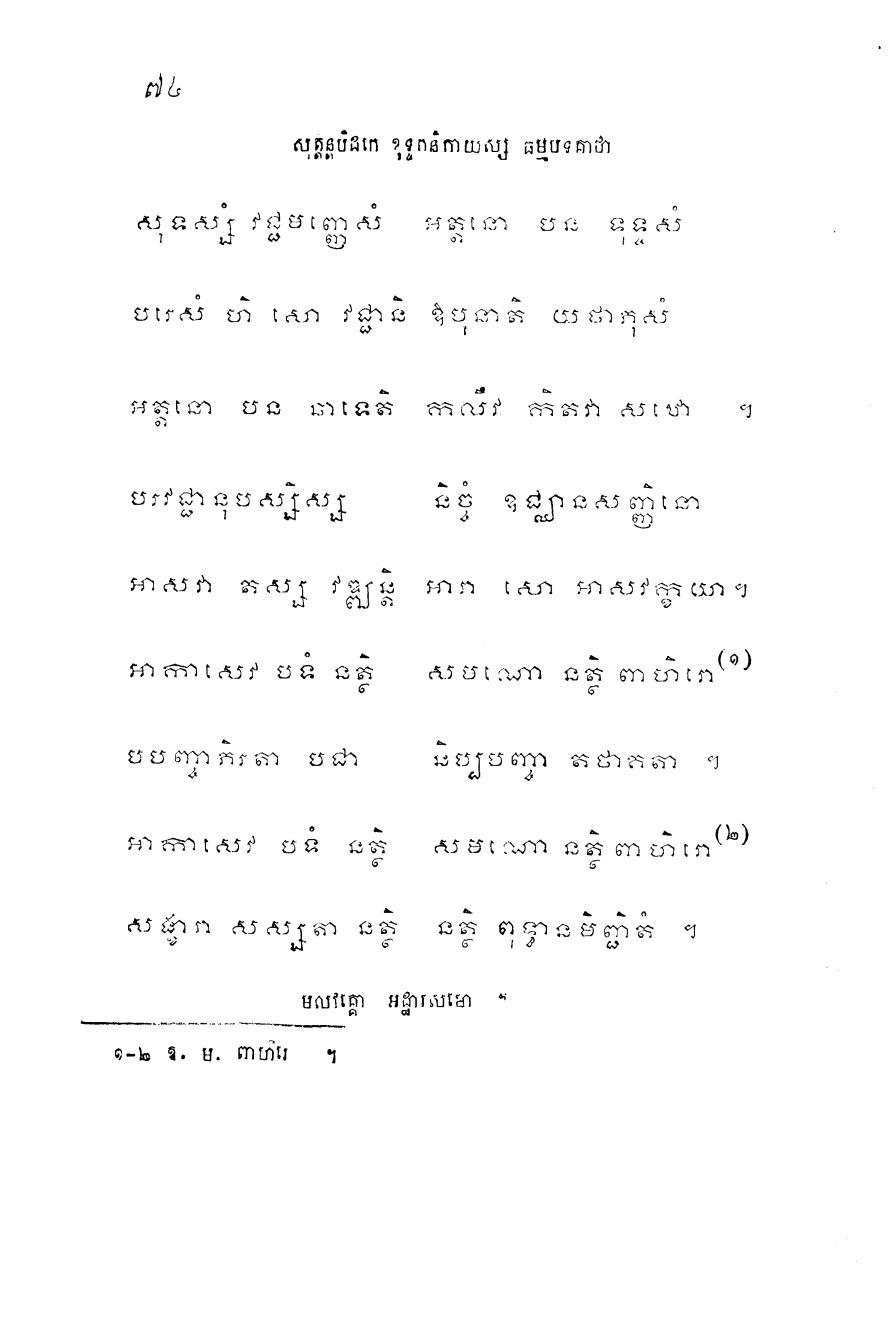 ៧៤
សុត្តន្តបិដកេ ខុទ្ទកនិកាយស្ស ធម្មបទគាថា
សុទស្សំ វជ្ជមញ្ញេសំ អត្តនោ បន ទុទ្ទសំ
បរេសំ ហិ សោ វជ្ជានិ ឱបុនាតិ យថាភុសំ
អត្តនោ បន ឆាទេតិ កលឹវ កិតវា សឋោ ។
បរវជ្ជានុបស្សិស្ស និច្ចំ ឧជ្ឈានសញ្ញិនោ
អាសវា តស្ស វឌ្ឍន្តិ អារា សោ អាសវក្ខយា។
អាកាសេវ បទំ នត្ថិ សមណោ នត្ថិ ពាហិរោ(១)
បបញ្ចាភិរតា បជា និប្បបញ្ចា តថាគតា ។
អាកាសេវ បទំ នត្ថិ សមណោ នត្ថិ ពាហិរោ(២)
សង្ខារា សស្សតា នត្ថិ នត្ថិ ពុទ្ធានមិញ្ជិតំ ។
មលវគ្គោ អដ្ឋារសមោ ។
១-២ ឱ. ម. ពាហិរេ ។